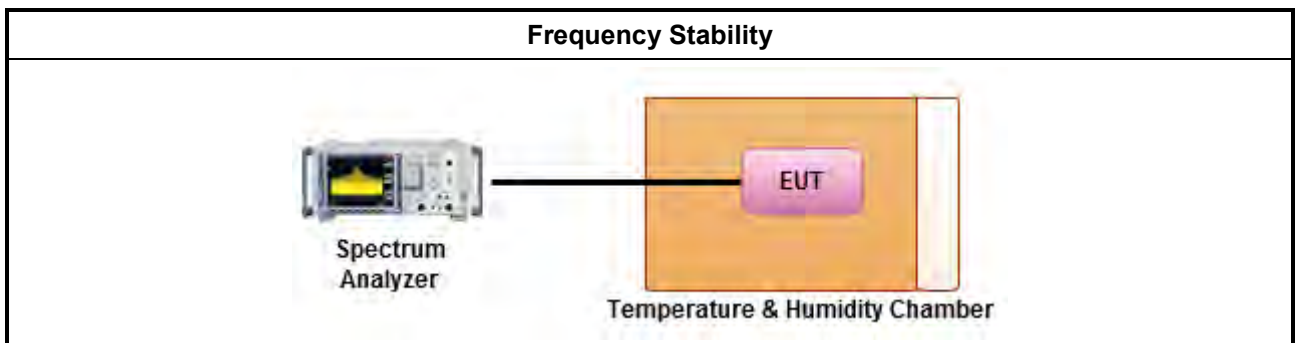 Frequency Stability
EUT
Spectrum
Analyzer
Temperature & Humidity Chamber